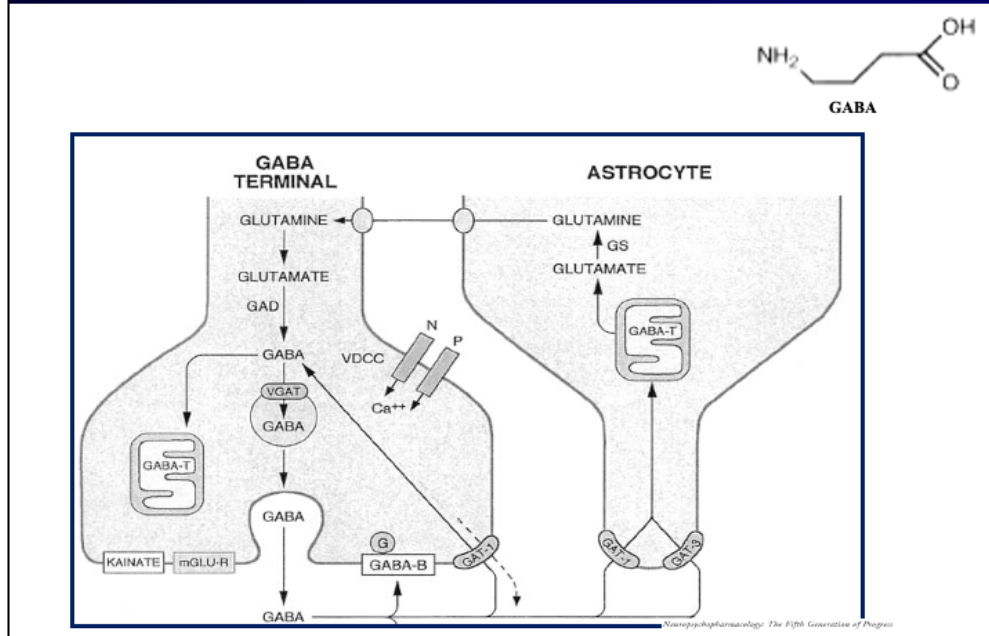 NH2
OH
O
GABA
GABA
TERMINAL
ASTROCYTE
GLUTAMINE
GLUTAMINE
GS
GLUTAMATE
GLUTAMATE
GAD
GABA-T
N
P
VDCC
GABA
Ca++
VGAT
GABA
GABA-T
GABA
G
GAT-1
GAT-1
GAT-3
KAINATE
mGLU-R
GABA-B
GABA
Neuropsychopharmacology: The Fifth Generation of Progress